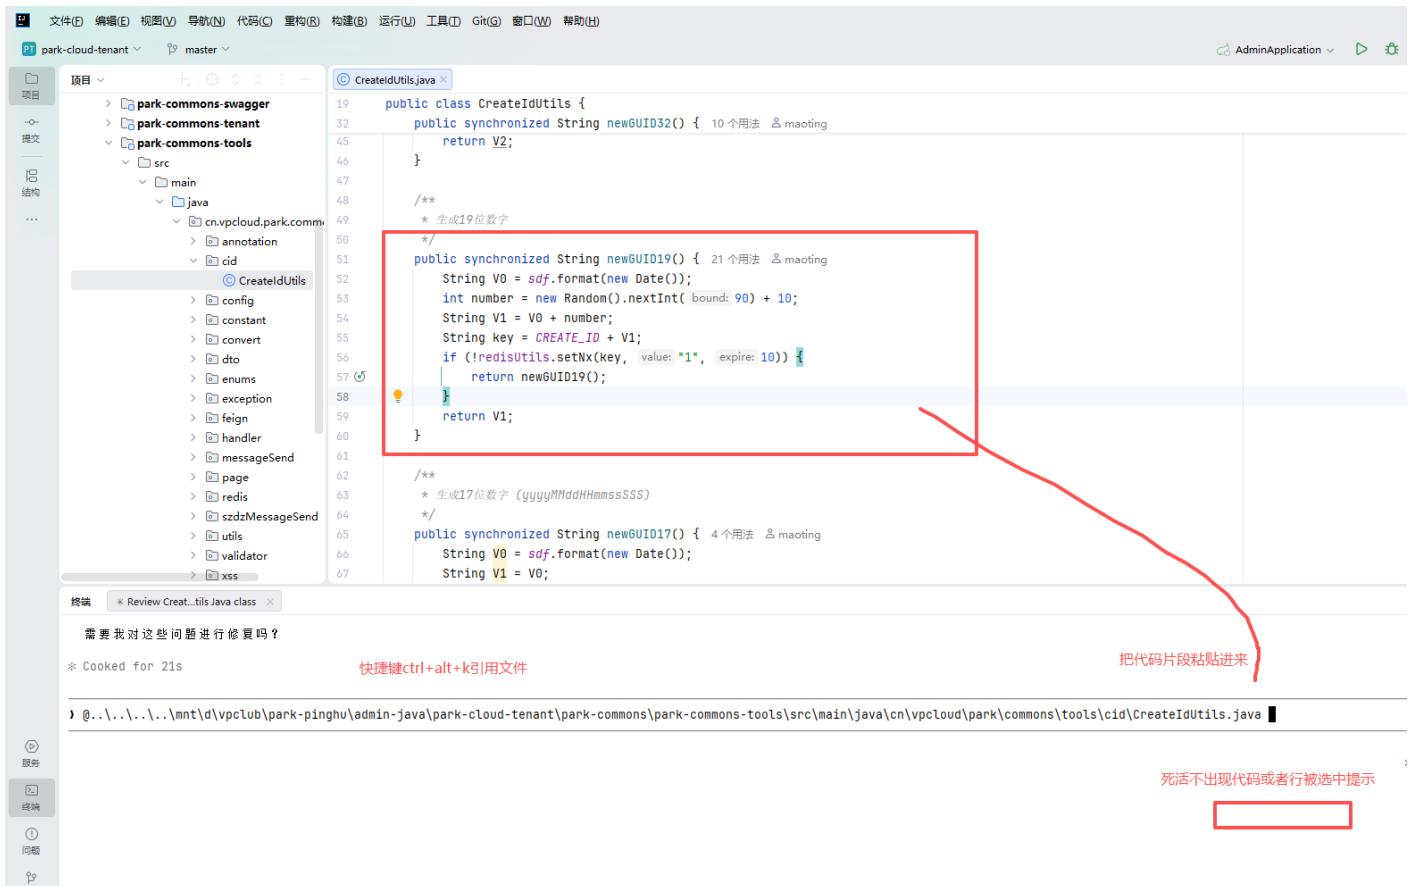 文件(F) 编辑(E) 视图(V) 导航(N) 代码(C) 重构(R) 构建(B) 运行(U) 工具(T) Git(G) 窗口(W) 帮助(H)
PT park-cloud-tenant master AdminApplication
项目
项目
提交
结构
park-commons-swagger
park-commons-tenant
park-commons-tools
src
main
java
cn.vpcloud.park.comm
annotation
cid
CreateIdUtils
config
constant
convert
dto
enums
exception
feign
handler
messageSend
page
redis
szdzMessageSend
utils
validator
xss
CreateIdUtils.java
19 public class CreateIdUtils {
32 public synchronized String newGUID32() { 10 个用法 maoting
45 return V2;
46 }
47
48 /**
49 * 生成19位数字
50 */
51 public synchronized String newGUID19() { 21 个用法 maoting
52 String V0 = sdf.format(new Date());
53 int number = new Random().nextInt( bound: 90) + 10;
54 String V1 = V0 + number;
55 String key = CREATE_ID + V1;
56 if (!redisUtils.setNx(key, value: "1", expire: 10)) {
57 return newGUID19();
58 }
59 return V1;
60 }
61
62 /**
63 * 生成17位数字 (yyyyMMddHHmmssSSS)
64 */
65 public synchronized String newGUID17() { 4 个用法 maoting
66 String V0 = sdf.format(new Date());
67 String V1 = V0;
终端 * Review Creat...tils Java class
需要我对这些问题进行修复吗?
* Cooked for 21s
快捷键ctrl+alt+k引用文件
把代码片段粘贴进来
❯ @..\..\..\..\mnt\d\vpclub\park-pinghu\admin-java\park-cloud-tenant\park-commons\park-commons-tools\src\main\java\cn\vpcloud\park\commons\tools\cid\CreateIdUtils.java
死活不出现代码或者行被选中提示
服务
终端
问题